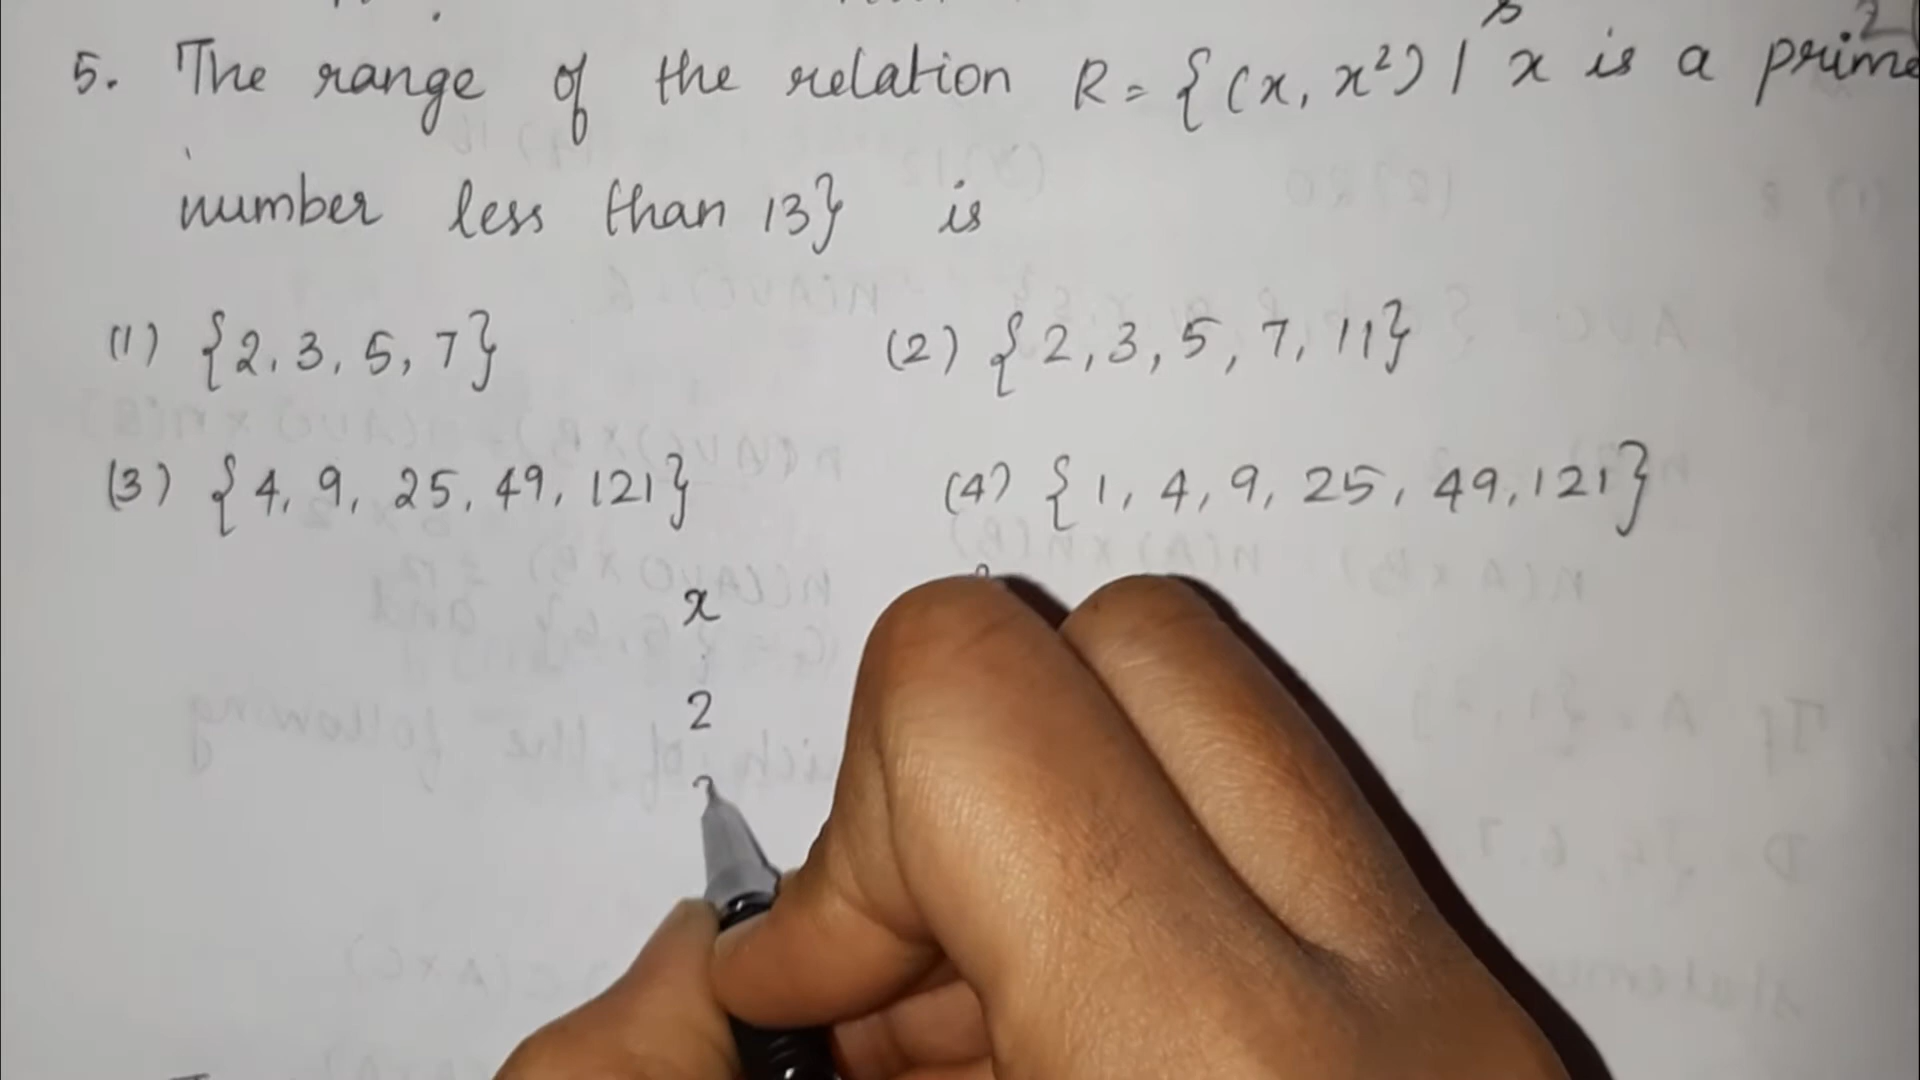 5. The range of the relation R = {(x, x²) | x is a prime
number less than 13} is
(1) {2, 3, 5, 7}
(2) {2, 3, 5, 7, 11}
(3) {4, 9, 25, 49, 121}
(4) {1, 4, 9, 25, 49, 121}
x
2